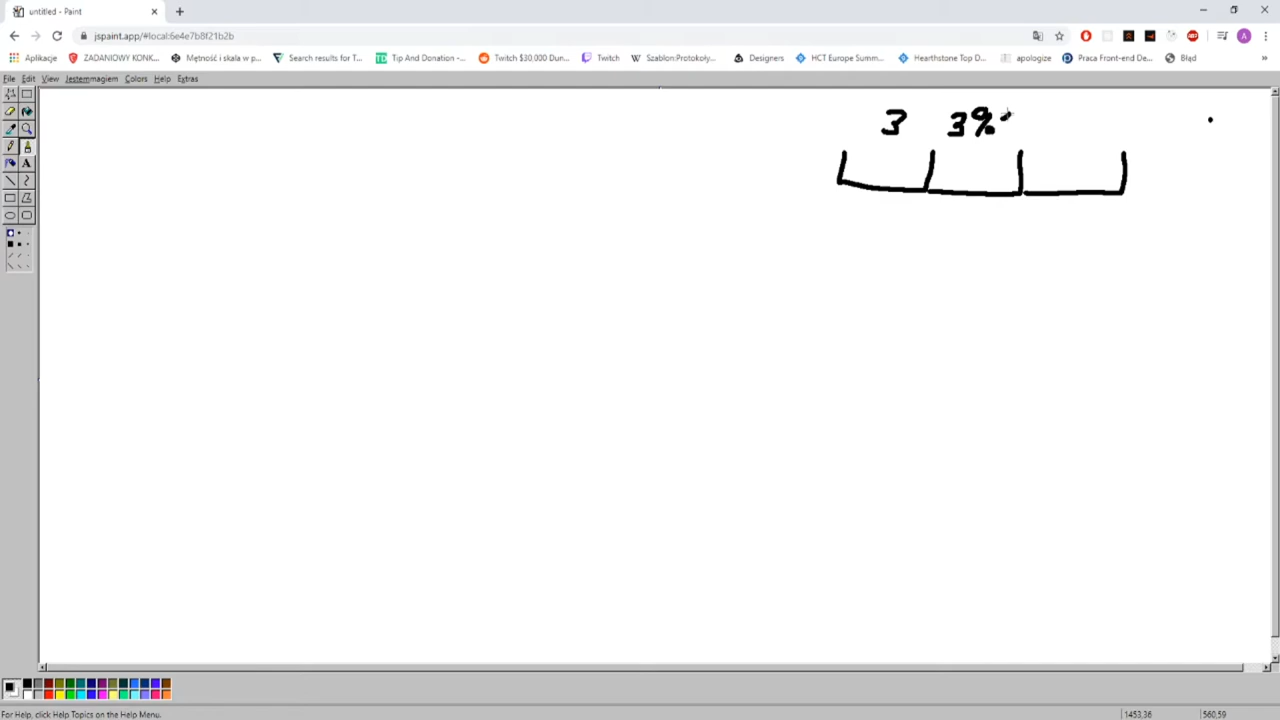 untitled - Paint
jspaint.app/#local:6e4e7b8f21b2b
Aplikacje ZADANIOWY KONK... Mętność i skala w p... Search results for T... Tip And Donation -... Twitch $30,000 Dun... Twitch Szablon:Protokoły... Designers HCT Europe Summ... Hearthstone Top D... apologize Praca Front-end De... Błąd »
File Edit View Jestemmagiem Colors Help Extras
3 3%
For Help, click Help Topics on the Help Menu. 1453,36 560,59